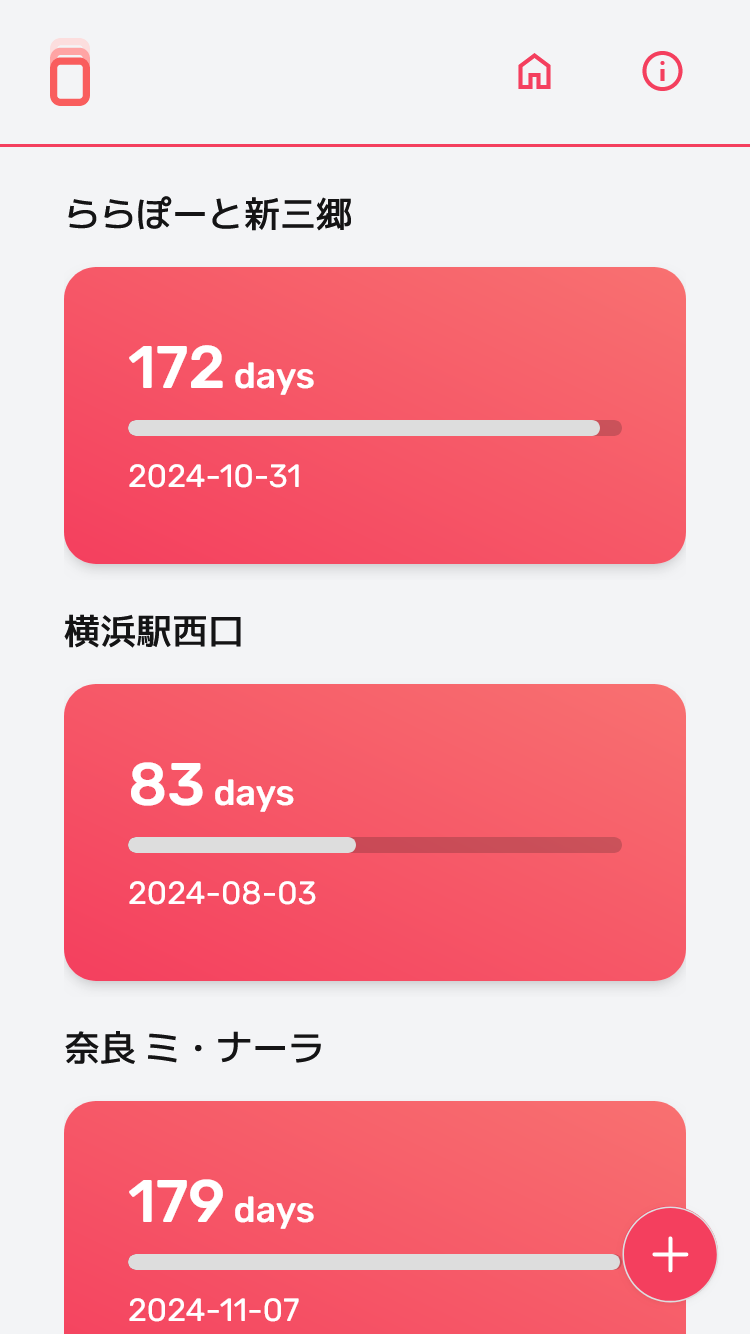 ららぽーと新三郷
172 days
2024-10-31
横浜駅西口
83 days
2024-08-03
奈良 ミ・ナーラ
179 days
2024-11-07